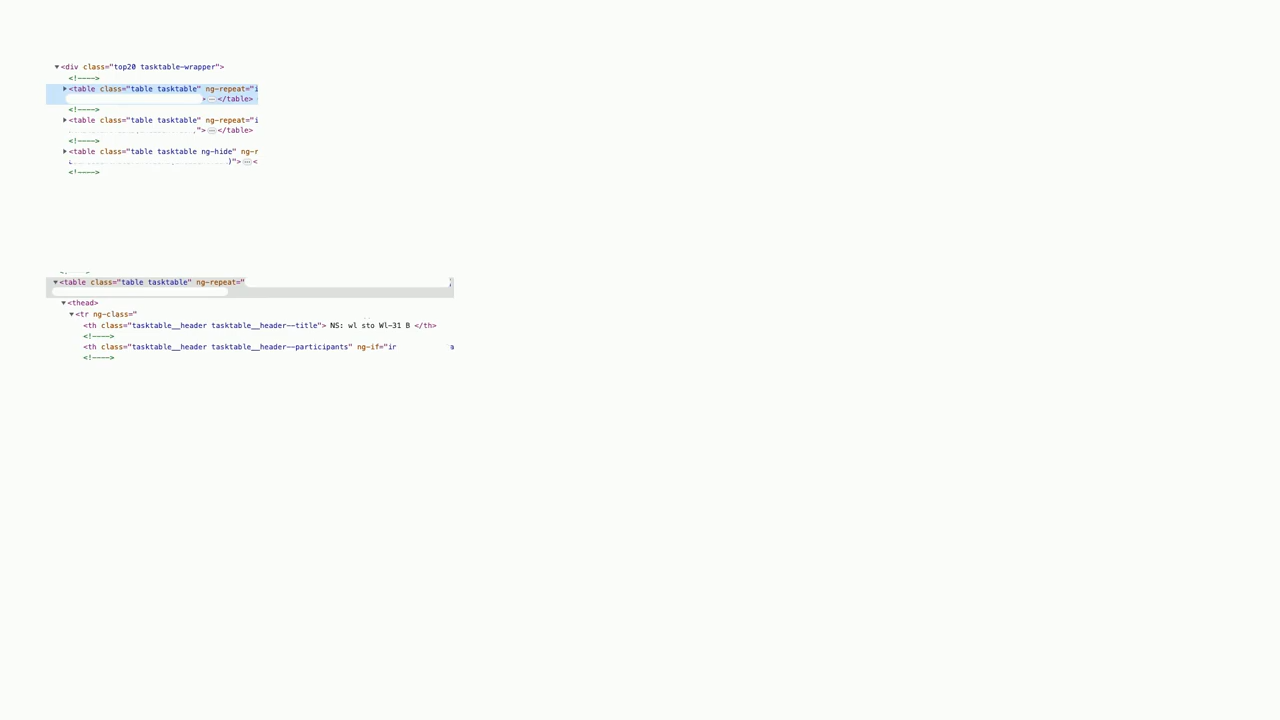 ▼<div class="top20 tasktable-wrapper">
<!---->
▶<table class="table tasktable" ng-repeat="i
> ⋯ </table>
<!---->
▶<table class="table tasktable" ng-repeat="i
"> ⋯ </table>
<!---->
▶<table class="table tasktable ng-hide" ng-r
)"> ⋯ <
<!---->
▼<table class="table tasktable" ng-repeat="
▼<thead>
▼<tr ng-class="
<th class="tasktable__header tasktable__header--title"> NS: wl sto Wl-31 B </th>
<!---->
<th class="tasktable__header tasktable__header--participants" ng-if="ir a
<!---->